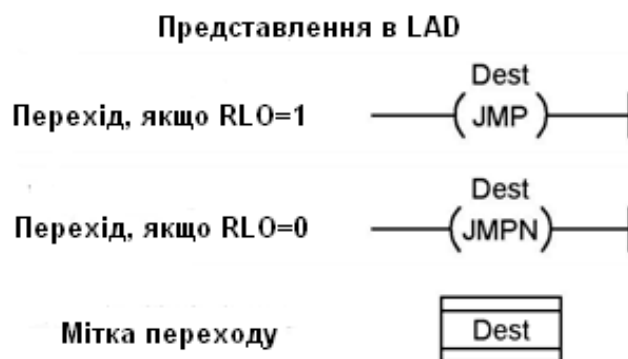 Представлення в LAD
Dest
Перехід, якщо RLO=1
JMP
Dest
Перехід, якщо RLO=0
JMPN
Мітка переходу
Dest